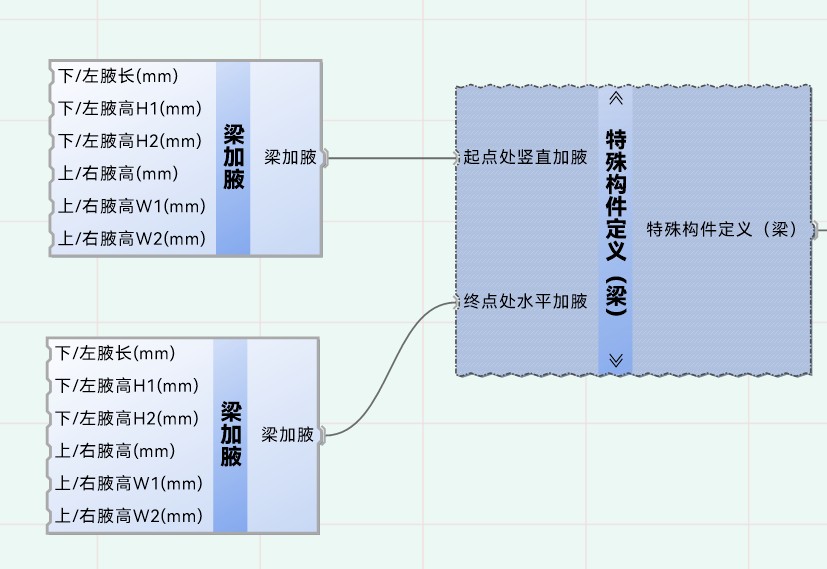 下/左腋长(mm)
下/左腋高H1(mm)
下/左腋高H2(mm)
上/右腋高(mm)
上/右腋高W1(mm)
上/右腋高W2(mm)
梁加腋
梁加腋
起点处竖直加腋
终点处水平加腋
特殊构件定义（梁）
特殊构件定义（梁）
下/左腋长(mm)
下/左腋高H1(mm)
下/左腋高H2(mm)
上/右腋高(mm)
上/右腋高W1(mm)
上/右腋高W2(mm)
梁加腋
梁加腋